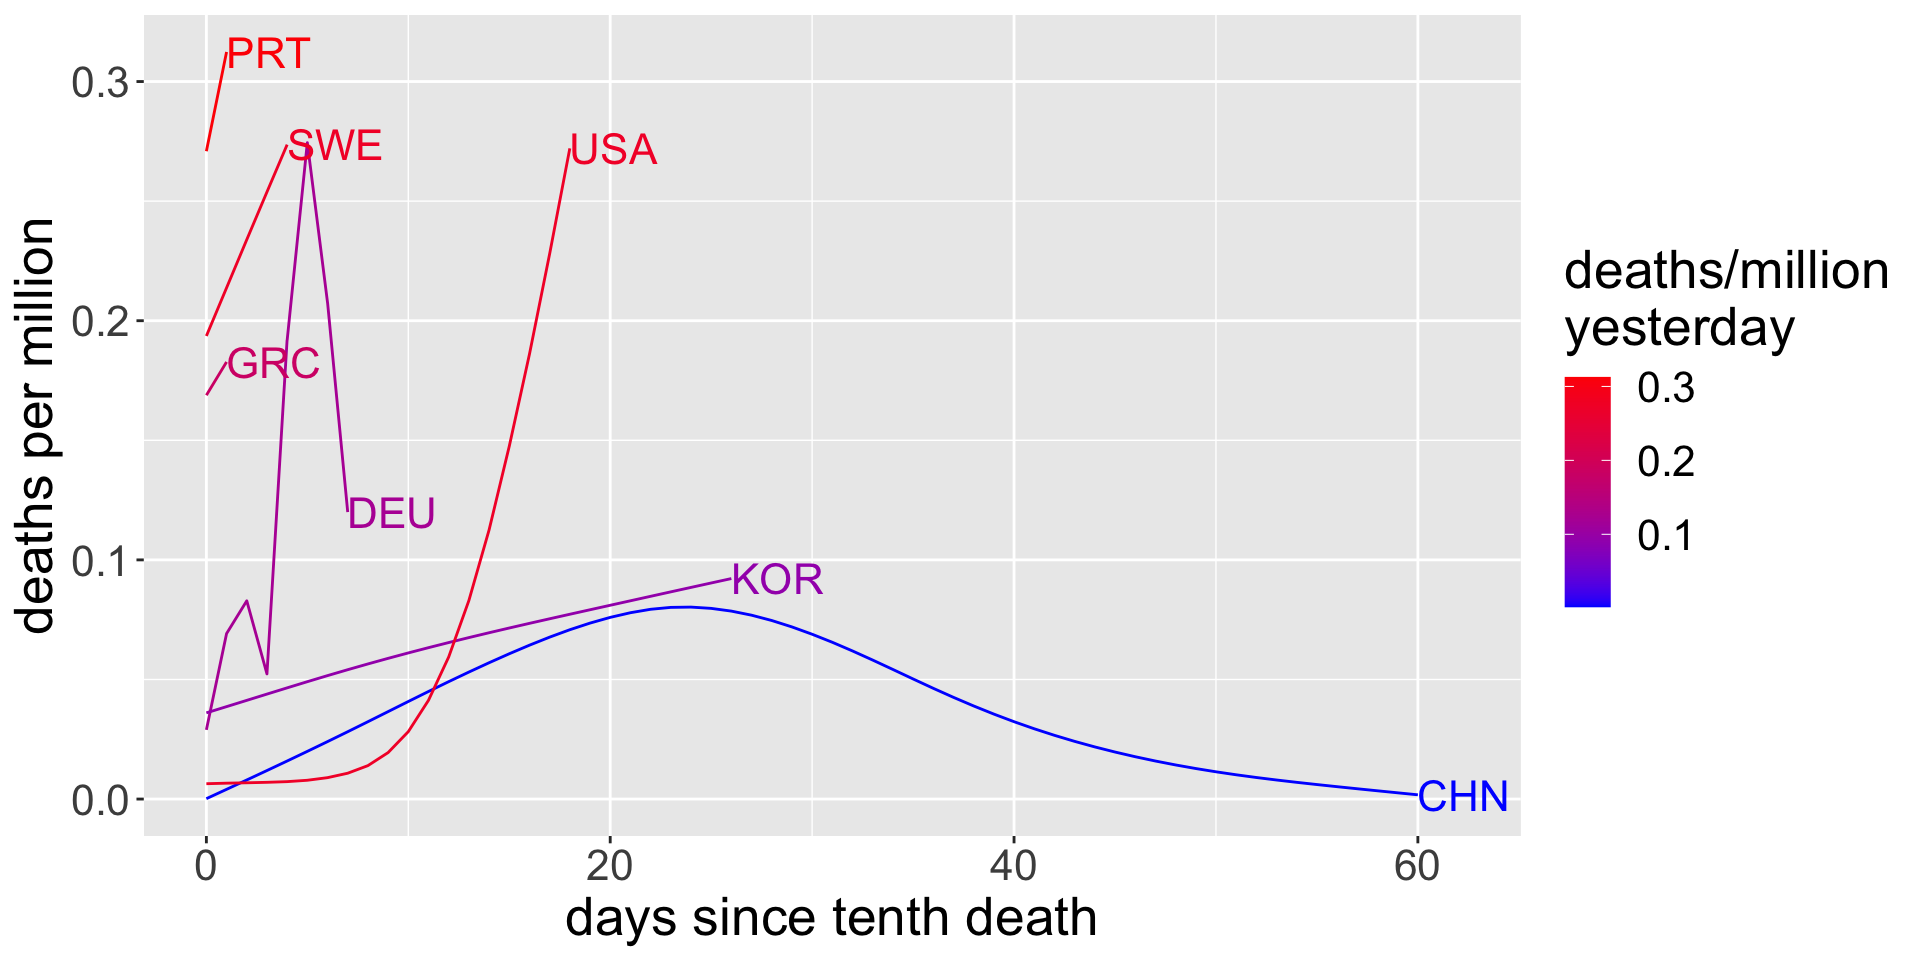 PRT
0.3
SWE
USA
0.2
GRC
DEU
0.1
KOR
0.0
CHN
0
20
40
60
days since tenth death
deaths per million
deaths/million
yesterday
0.3
0.2
0.1